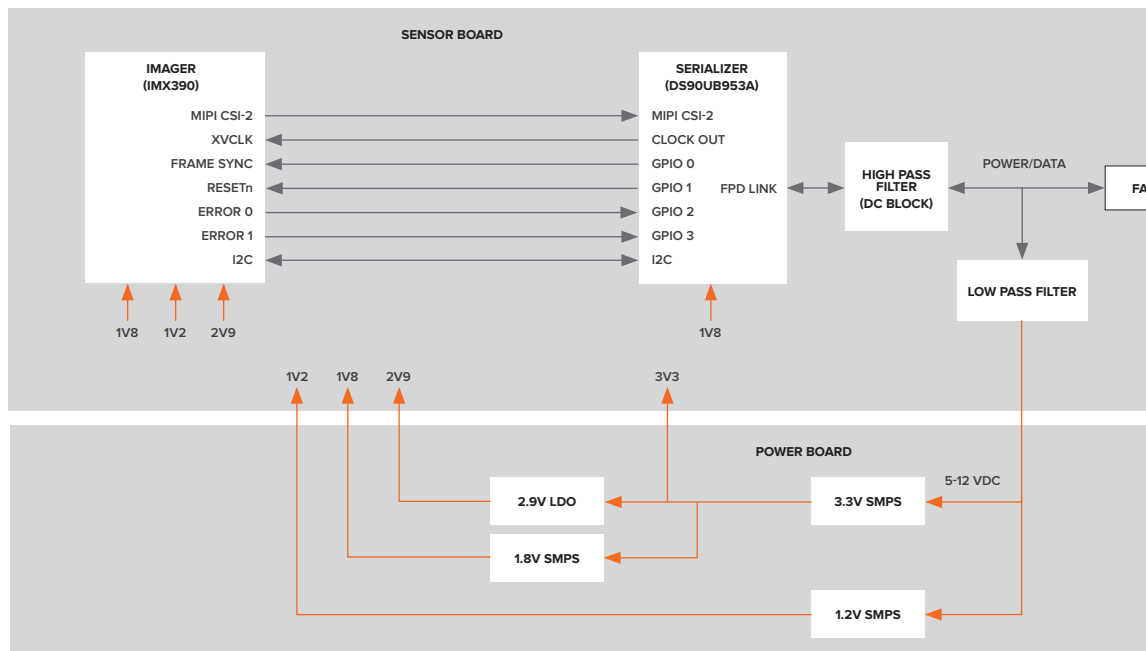 SENSOR BOARD
IMAGER
(IMX390)
MIPI CSI-2
XVCLK
FRAME SYNC
RESETn
ERROR 0
ERROR 1
I2C
1V8
1V2
2V9
SERIALIZER
(DS90UB953A)
MIPI CSI-2
CLOCK OUT
GPIO 0
GPIO 1
FPD LINK
GPIO 2
GPIO 3
I2C
1V8
HIGH PASS
FILTER
(DC BLOCK)
POWER/DATA
FA
LOW PASS FILTER
1V2
1V8
2V9
3V3
POWER BOARD
5-12 VDC
2.9V LDO
3.3V SMPS
1.8V SMPS
1.2V SMPS